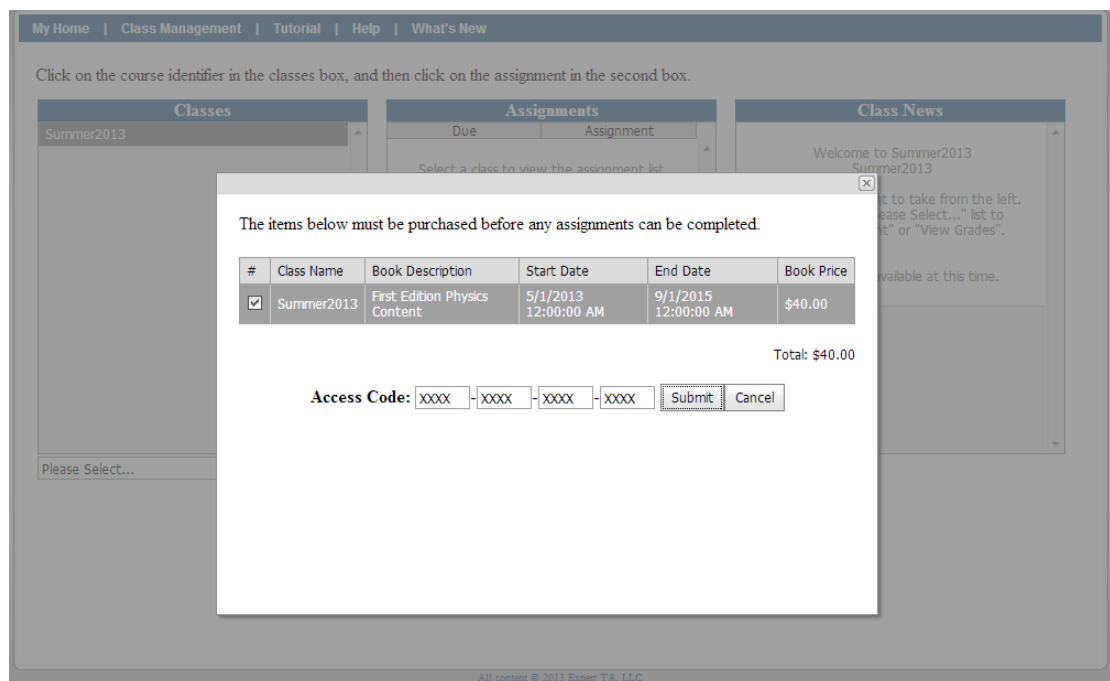 My Home | Class Management | Tutorial | Help | What's New
Click on the course identifier in the classes box, and then click on the assignment in the second box.
Classes
Assignments
Class News
Summer2013
Due Assignment
Select a class to view the assignment list
Welcome to Summer2013
Summer2013
t to take from the left.
ease Select..." list to
nt" or "View Grades".
vailable at this time.
The items below must be purchased before any assignments can be completed.
# Class Name Book Description Start Date End Date Book Price
Summer2013 First Edition Physics Content 5/1/2013 12:00:00 AM 9/1/2015 12:00:00 AM $40.00
Total: $40.00
Access Code: XXXX - XXXX - XXXX - XXXX Submit Cancel
Please Select...
All content © 2013 Expert TA, LLC